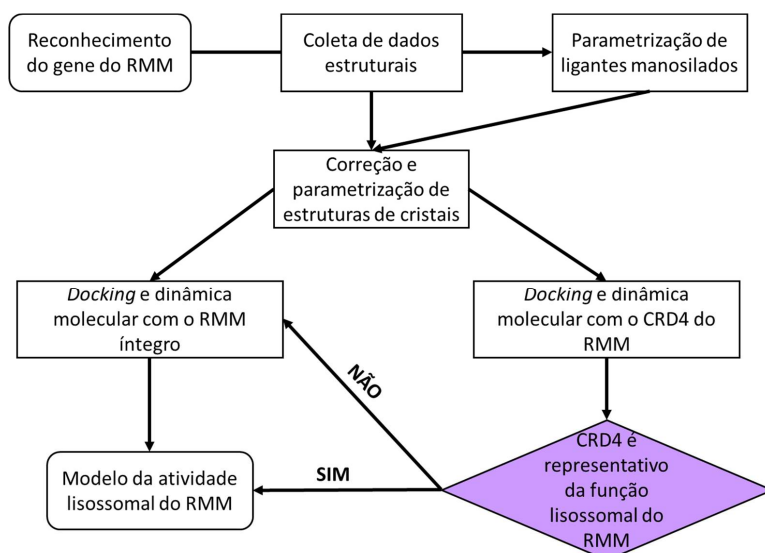 Reconhecimento
do gene do RMM
Coleta de dados
estruturais
Parametrização de
ligantes manosilados
Correção e
parametrização de
estruturas de cristais
Docking e dinâmica
molecular com o RMM
íntegro
Docking e dinâmica
molecular com o CRD4 do
RMM
NÃO
Modelo da atividade
lisossomal do RMM
SIM
CRD4 é
representativo
da função
lisossomal do
RMM